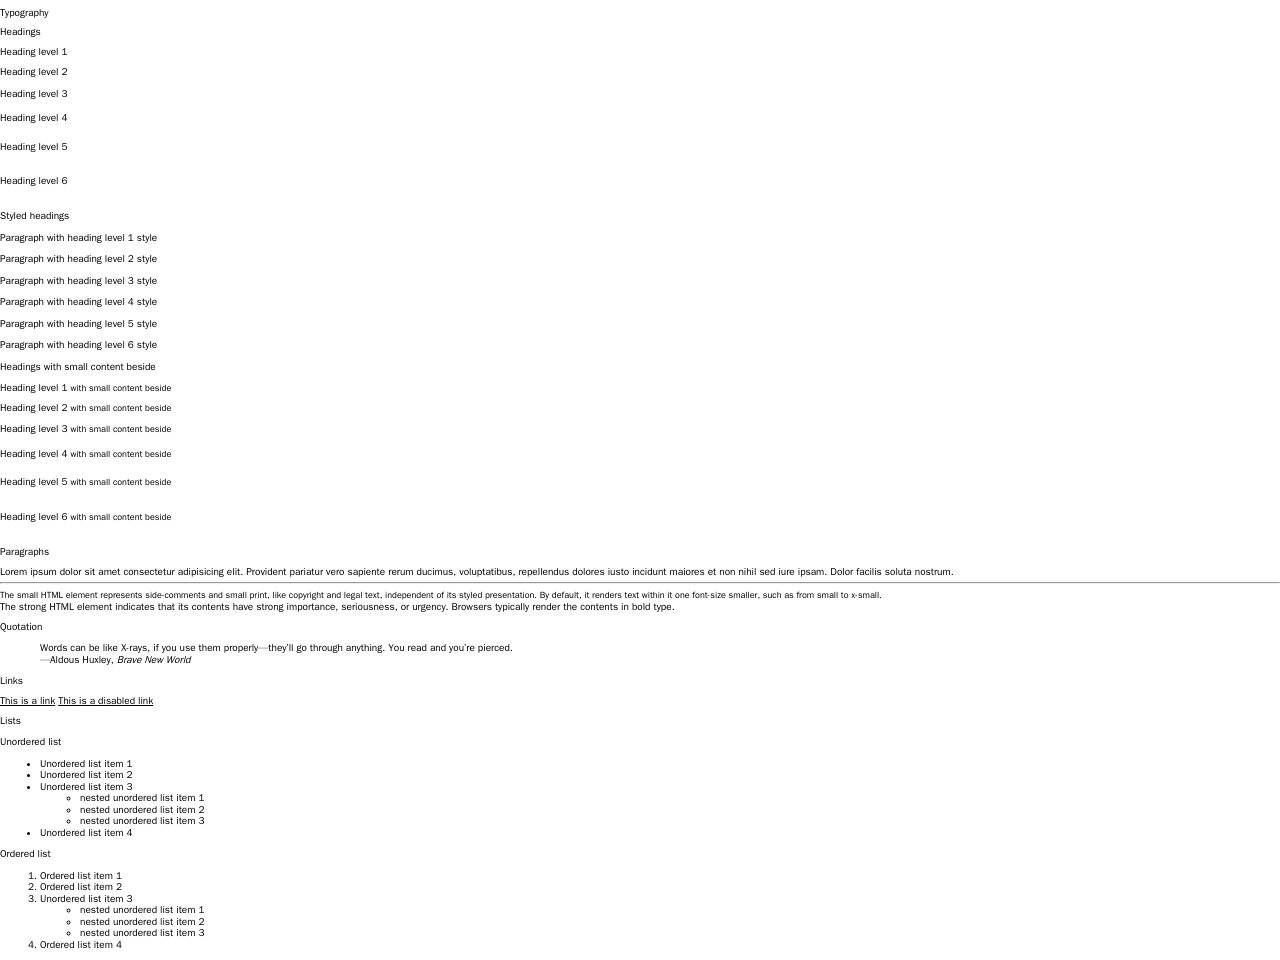 Typography
Headings
Heading level 1
Heading level 2
Heading level 3
Heading level 4
Heading level 5
Heading level 6
Styled headings
Paragraph with heading level 1 style
Paragraph with heading level 2 style
Paragraph with heading level 3 style
Paragraph with heading level 4 style
Paragraph with heading level 5 style
Paragraph with heading level 6 style
Headings with small content beside
Heading level 1 with small content beside
Heading level 2 with small content beside
Heading level 3 with small content beside
Heading level 4 with small content beside
Heading level 5 with small content beside
Heading level 6 with small content beside
Paragraphs
Lorem ipsum dolor sit amet consectetur adipisicing elit. Provident pariatur vero sapiente rerum ducimus, voluptatibus, repellendus dolores iusto incidunt maiores et non nihil sed iure ipsam. Dolor facilis soluta nostrum.
The small HTML element represents side-comments and small print, like copyright and legal text, independent of its styled presentation. By default, it renders text within it one font-size smaller, such as from small to x-small.
The strong HTML element indicates that its contents have strong importance, seriousness, or urgency. Browsers typically render the contents in bold type.
Quotation
Words can be like X-rays, if you use them properly—they’ll go through anything. You read and you’re pierced.
—Aldous Huxley, Brave New World
Links
This is a link This is a disabled link
Lists
Unordered list
• Unordered list item 1
• Unordered list item 2
• Unordered list item 3
◦ nested unordered list item 1
◦ nested unordered list item 2
◦ nested unordered list item 3
• Unordered list item 4
Ordered list
1. Ordered list item 1
2. Ordered list item 2
3. Unordered list item 3
◦ nested unordered list item 1
◦ nested unordered list item 2
◦ nested unordered list item 3
4. Ordered list item 4